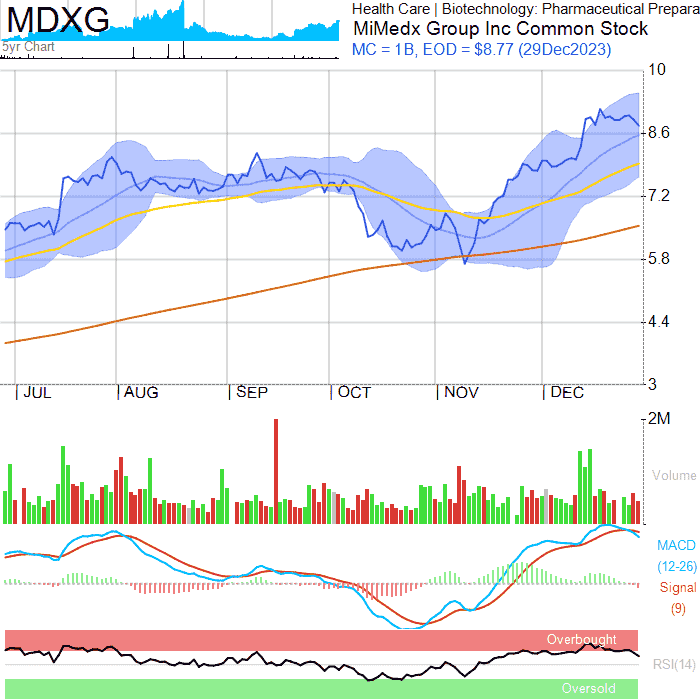 MDXG
5yr Chart
Health Care | Biotechnology: Pharmaceutical Prepara
MiMedx Group Inc Common Stock
MC = 1B, EOD = $8.77 (29Dec2023)
10
8.6
7.2
5.8
4.4
3
JUL AUG SEP OCT NOV DEC
2M
Volume
MACD
(12-26)
Signal
(9)
Overbought
RSI(14)
Oversold